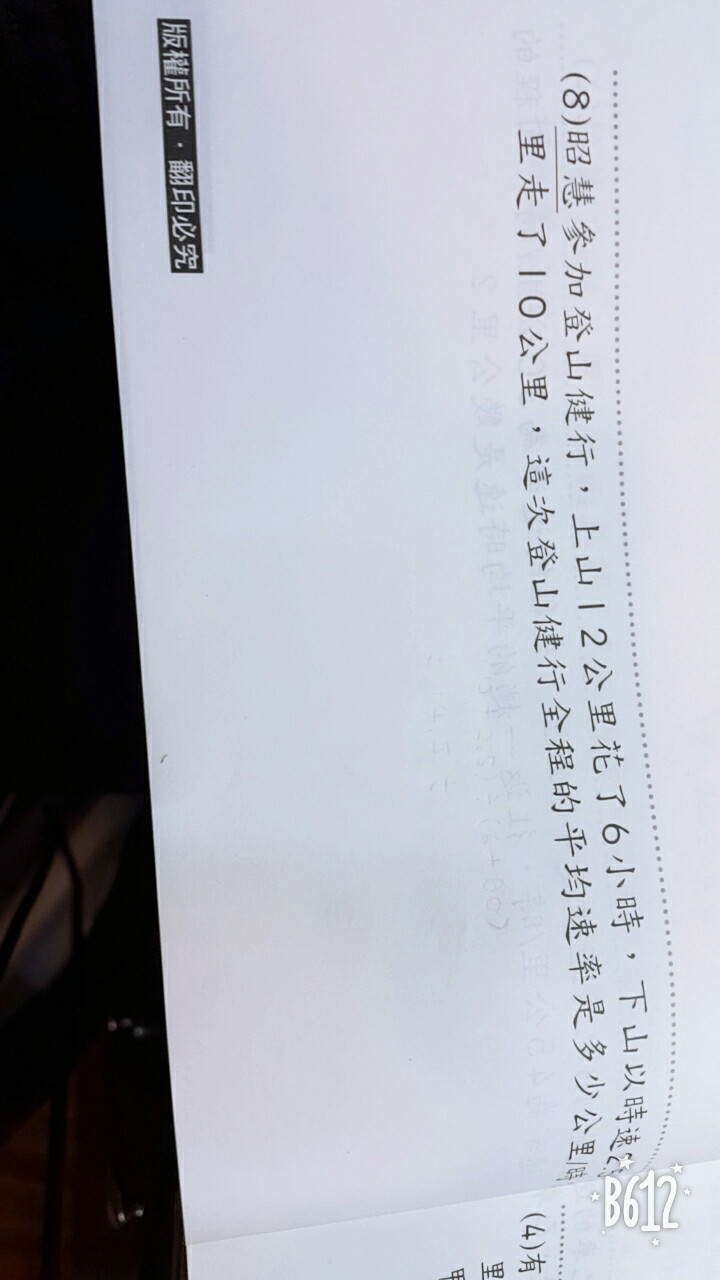 (8)昭慧參加登山健行，上山12公里花了6小時，下山以時速2
里走了10公里，這次登山健行全程的平均速率是多少公里/時
版權所有·翻印必究
(4)有
里
B612